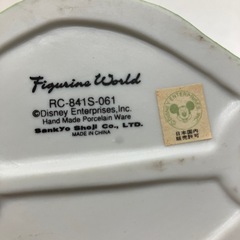 Figurine World
RC-841S-061
©Disney Enterprises,Inc.
Hand Made Porcelain Ware
Sankyo Shoji Co., LTD.
MADE IN CHINA
日本国内
販売許可